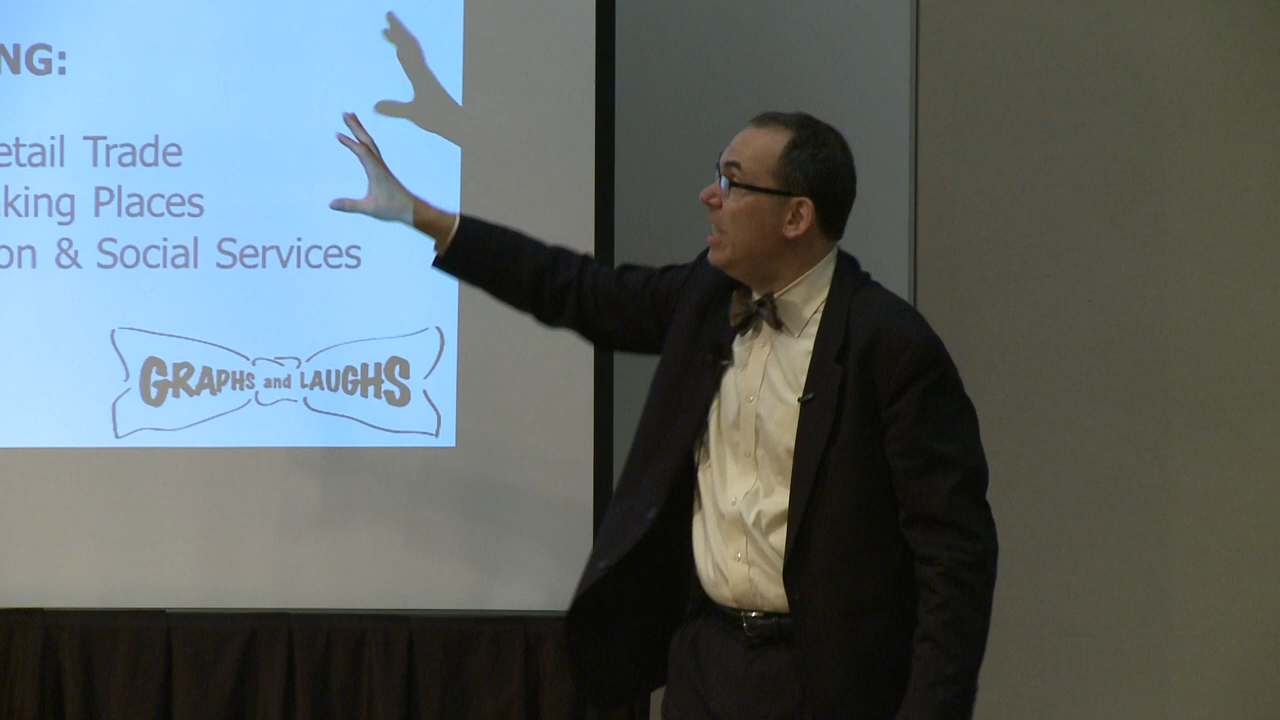 NG:
etail Trade
king Places
on & Social Services
GRAPHS and LAUGHS